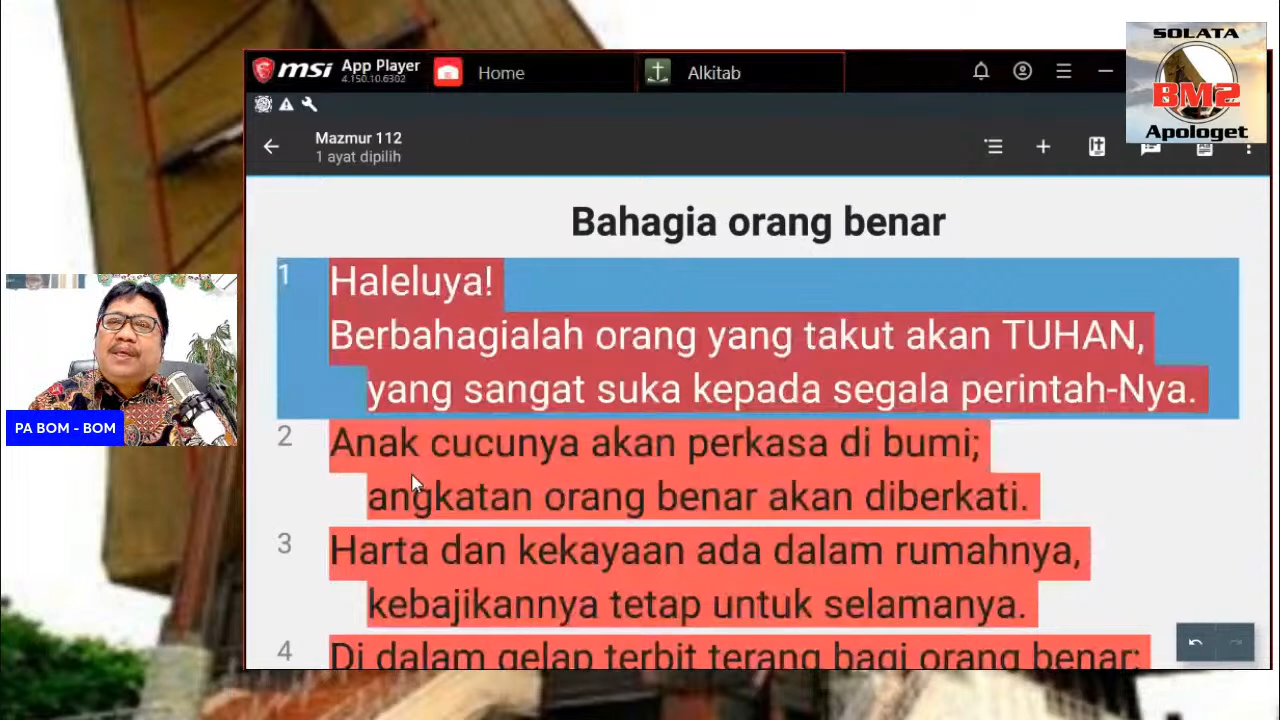 SOLATA
BM2
Apologet
msi App Player
4.150.10.6302
Home
Alkitab
Mazmur 112
1 ayat dipilih
Bahagia orang benar
1 Haleluya!
Berbahagialah orang yang takut akan TUHAN,
yang sangat suka kepada segala perintah-Nya.
2 Anak cucunya akan perkasa di bumi;
angkatan orang benar akan diberkati.
3 Harta dan kekayaan ada dalam rumahnya,
kebajikannya tetap untuk selamanya.
4 Di dalam gelap terbit terang bagi orang benar;
PA BOM - BOM